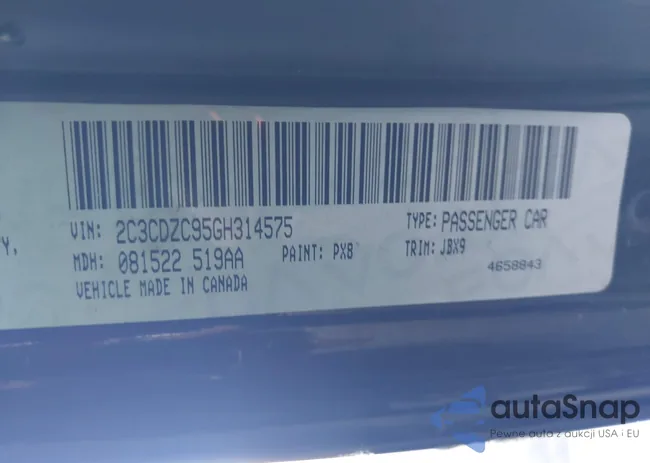 VIN: 2C3CDZC95GH314575
TYPE: PASSENGER CAR
Y,
MDH: 081522 519AA
PAINT: PX8
TRIM: JBX9
VEHICLE MADE IN CANADA
4658843
autaSnap
Pewne auta z aukcji USA i EU